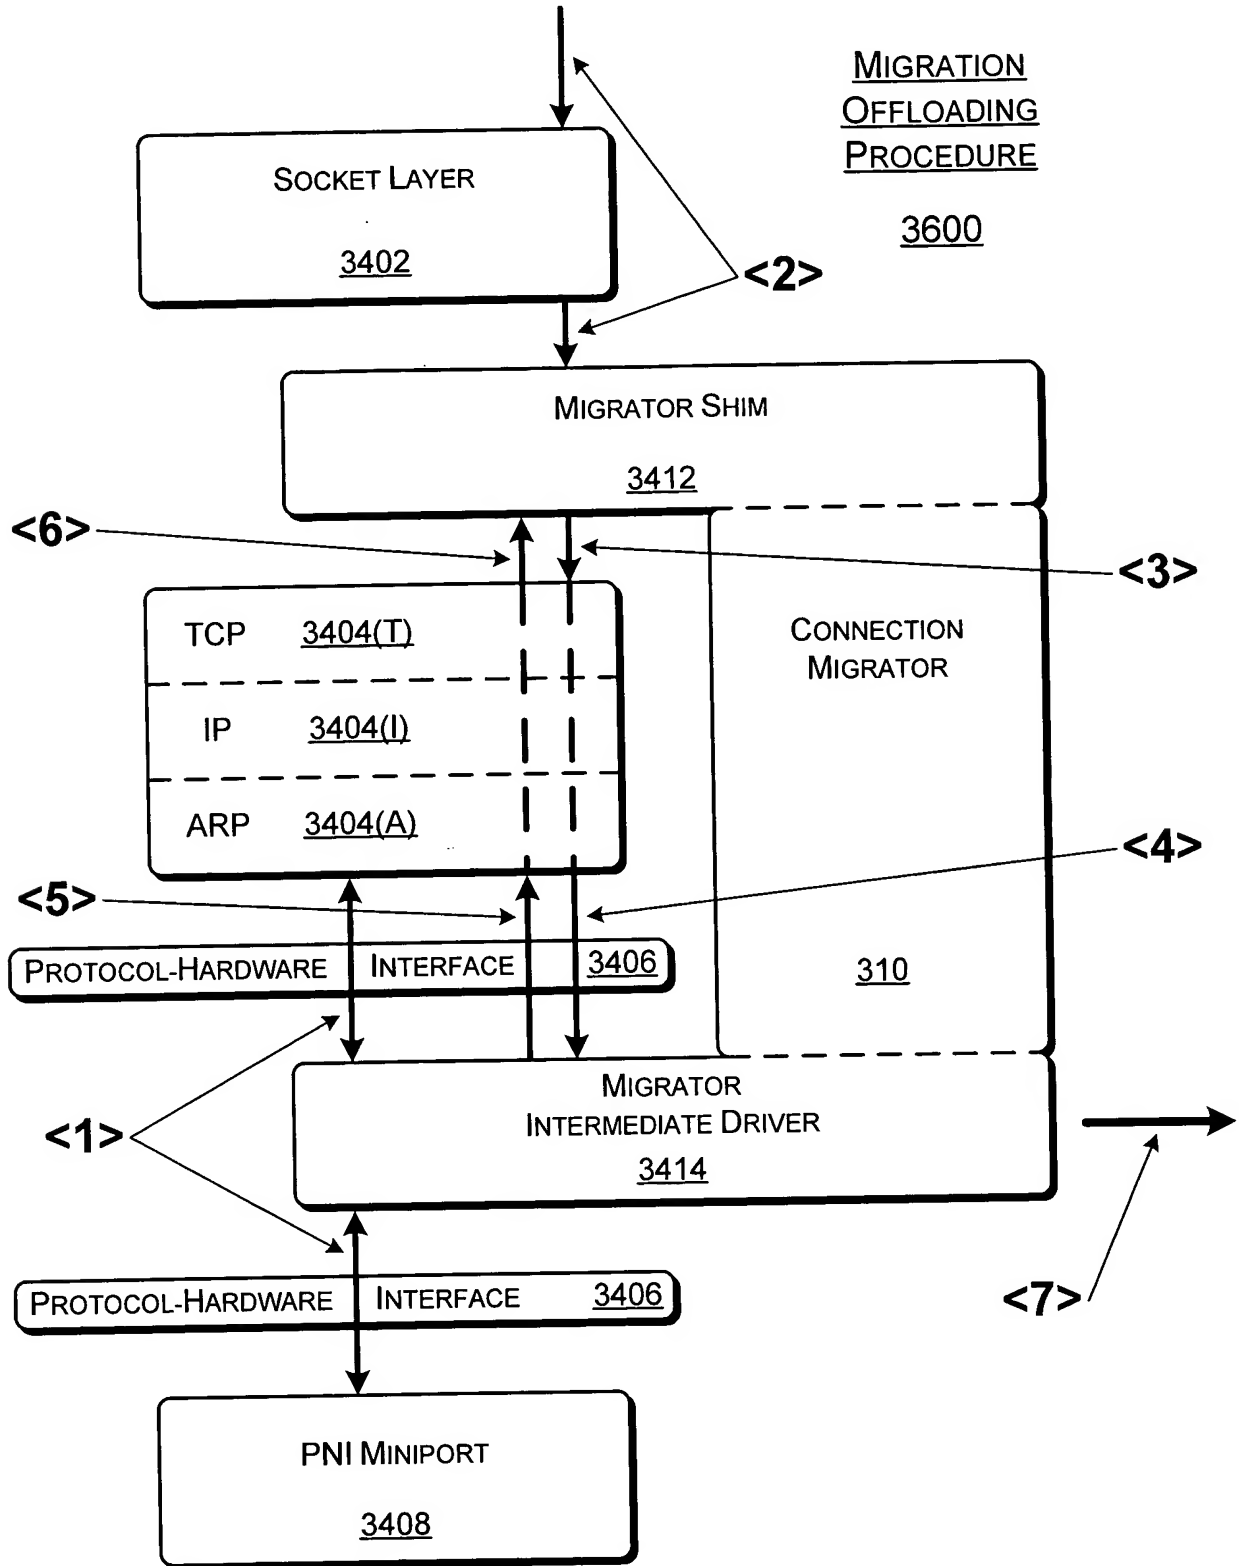 MIGRATION
OFFLOADING
PROCEDURE
3600
SOCKET LAYER
3402
<2>
MIGRATOR SHIM
3412
<6>
<3>
TCP 3404(T)
CONNECTION
MIGRATOR
IP 3404(I)
ARP 3404(A)
<4>
<5>
PROTOCOL-HARDWARE INTERFACE 3406
310
MIGRATOR
INTERMEDIATE DRIVER
3414
<1>
PROTOCOL-HARDWARE INTERFACE 3406
<7>
PNI MINIPORT
3408